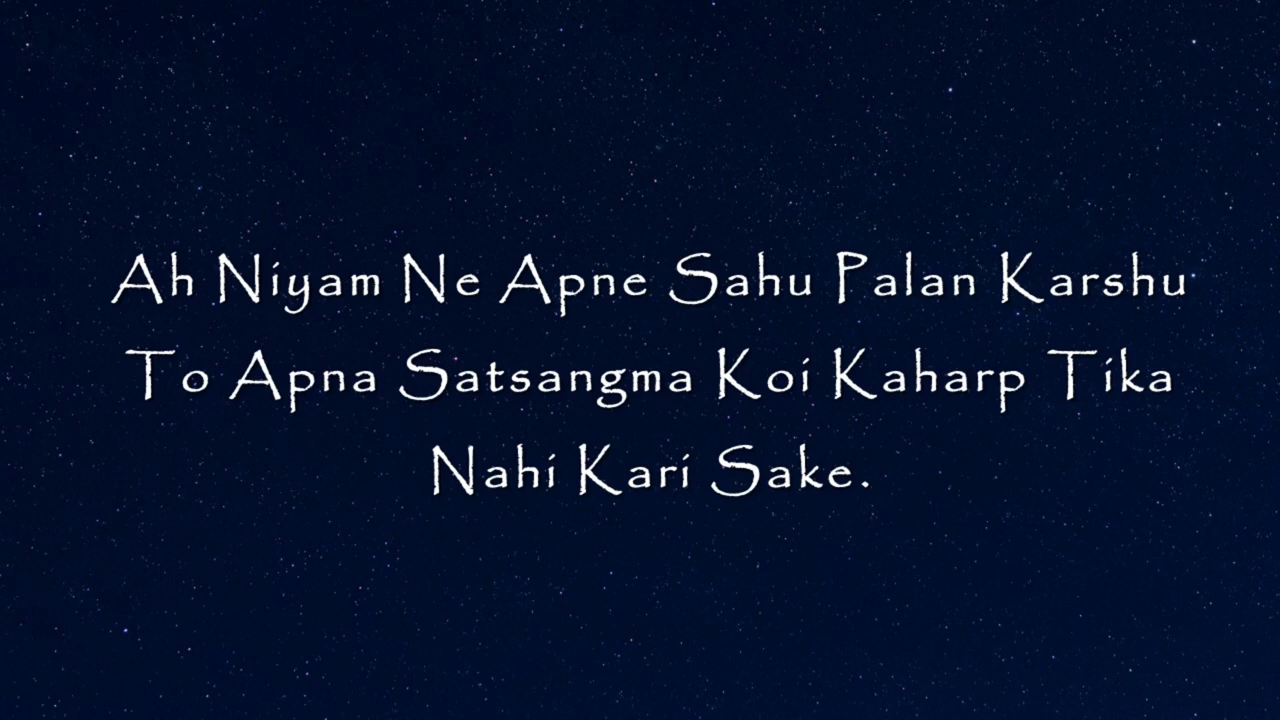 Ah Niyam Ne Apne Sahu Palan Karshu
To Apna Satsangma Koi Kaharp Tika
Nahi Kari Sake.